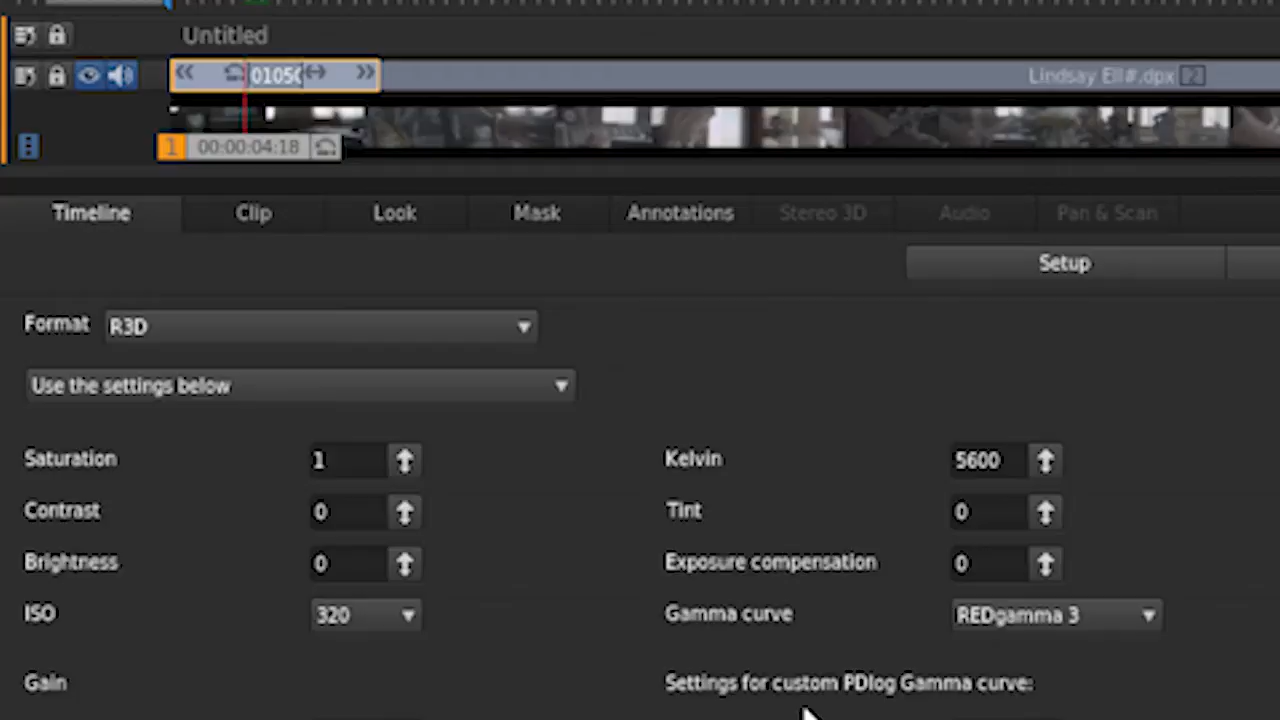 Untitled
01050
Lindsay Ell#.dpx
1 00:00:04:18
Timeline Clip Look Mask Annotations Stereo 3D Audio Pan & Scan
Setup
Format R3D
Use the settings below
Saturation 1 Kelvin 5600
Contrast 0 Tint 0
Brightness 0 Exposure compensation 0
ISO 320 Gamma curve REDgamma 3
Gain Settings for custom PDlog Gamma curve: